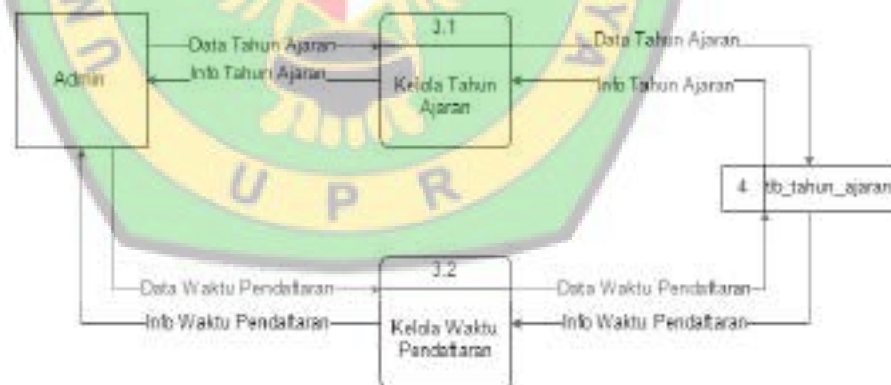 3.1
Data Tahun Ajaran
Data Tahun Ajaran
Admin
Info Tahun Ajaran
Kelola Tahun
Ajaran
Info Tahun Ajaran
4 tb_tahun_ajaran
U P R
3.2
Data Waktu Pendaftaran
Data Waktu Pendaftaran
Info Waktu Pendaftaran
Kelola Waktu
Pendaftaran
Info Waktu Pendaftaran